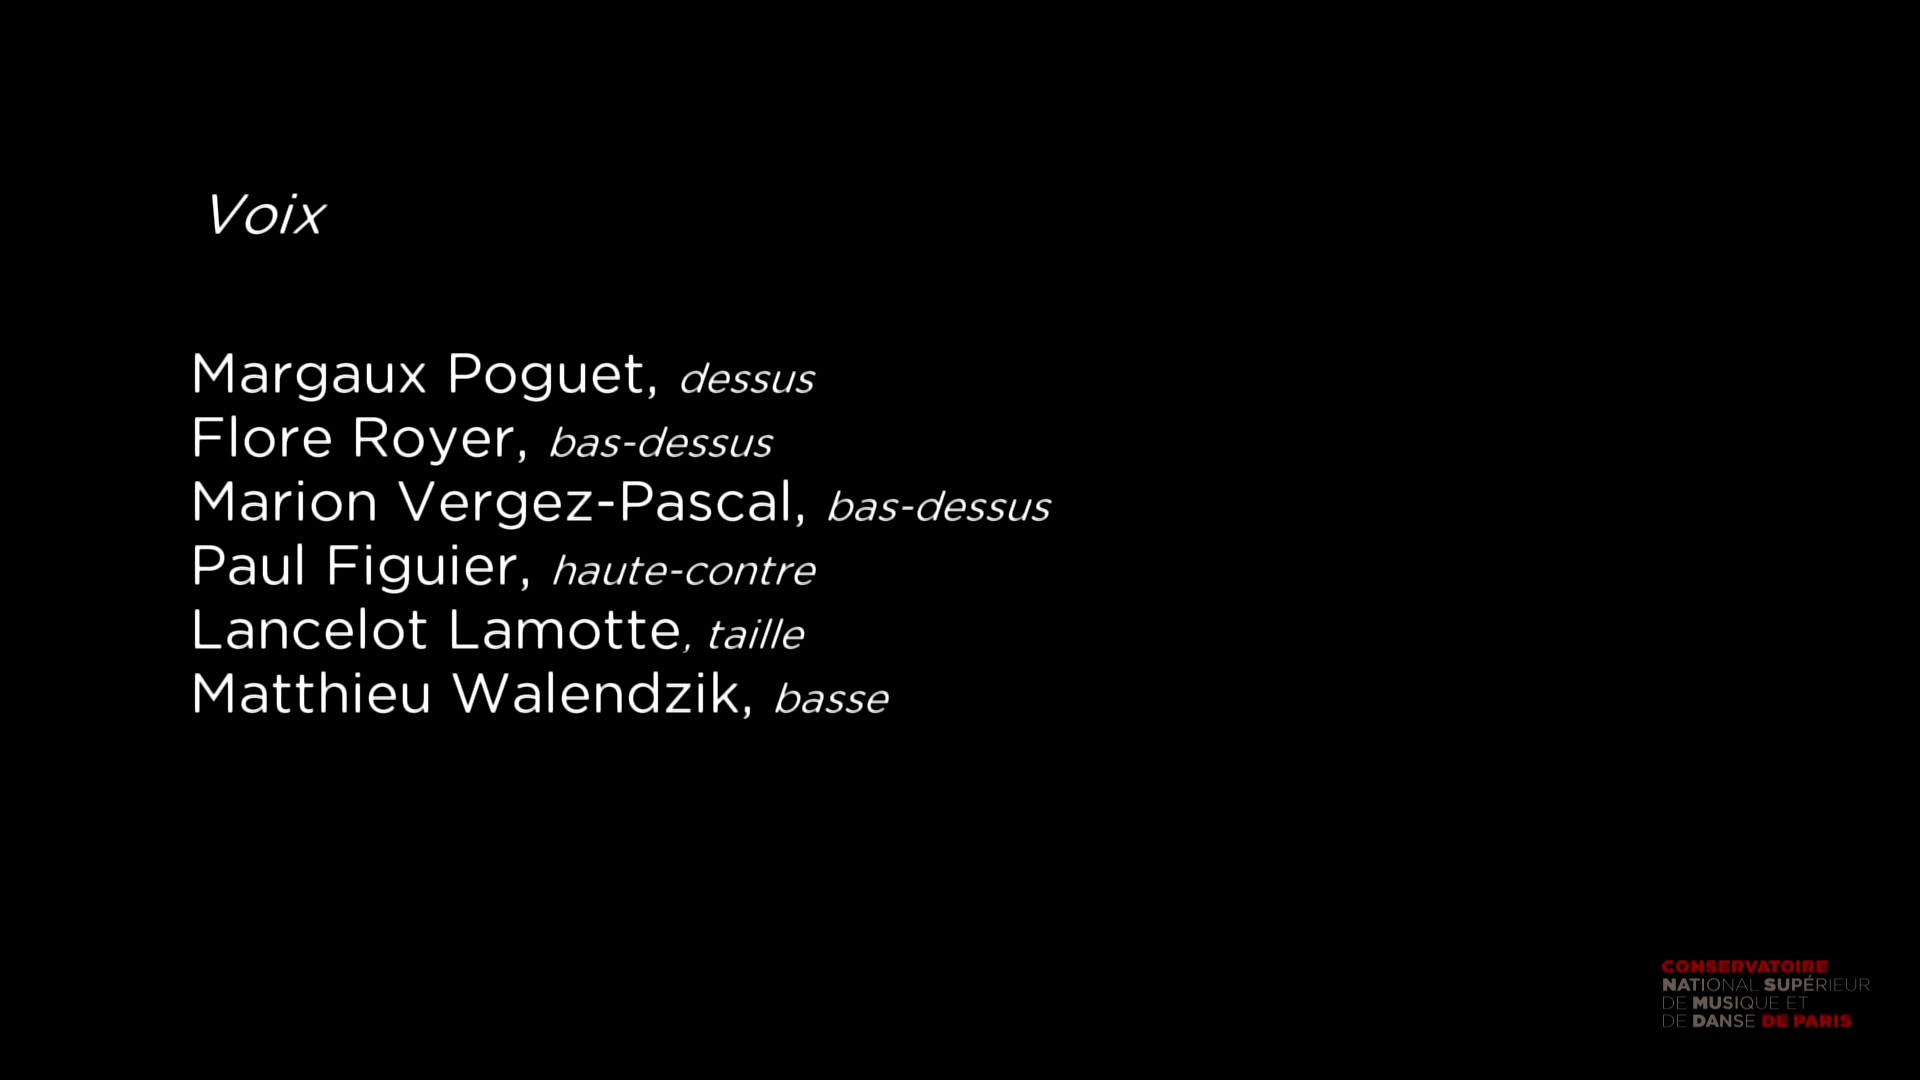 Voix
Margaux Poguet, dessus
Flore Royer, bas-dessus
Marion Vergez-Pascal, bas-dessus
Paul Figuier, haute-contre
Lancelot Lamotte, taille
Matthieu Walendzik, basse
CONSERVATOIRE
NATIONAL SUPÉRIEUR
DE MUSIQUE ET
DE DANSE DE PARIS